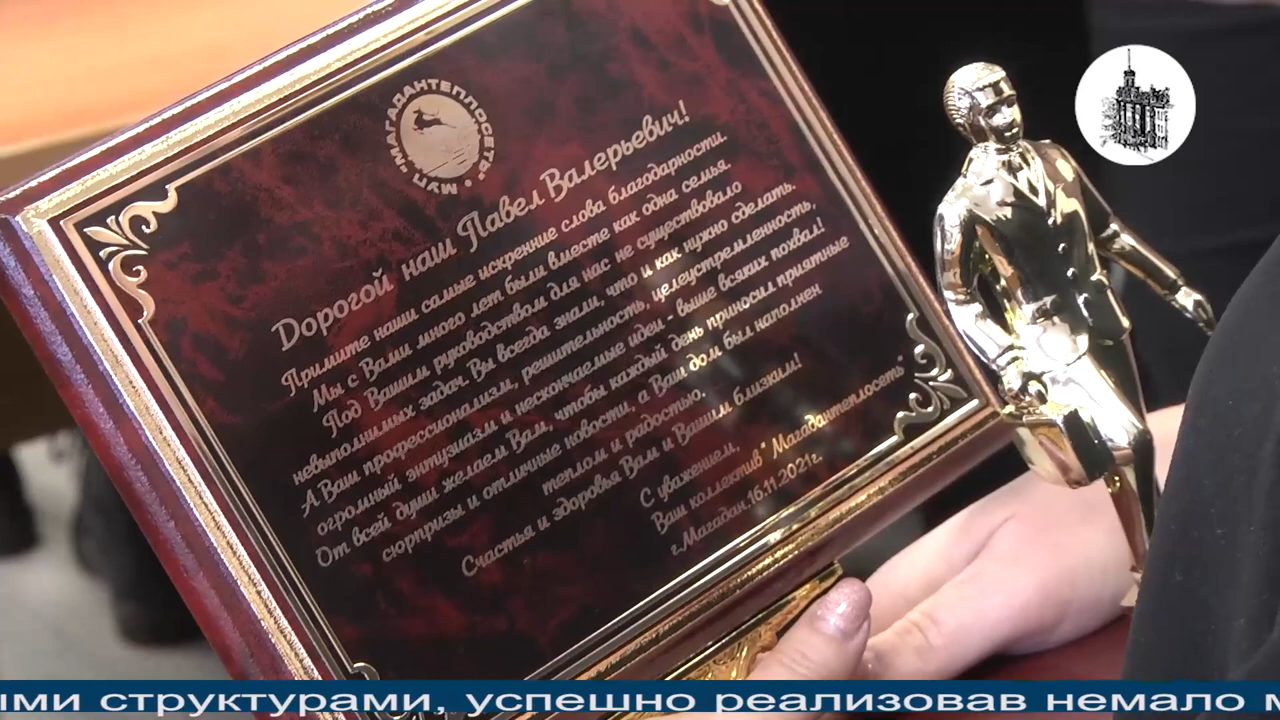 МУП "МАГАДАНТЕПЛОСЕТЬ"
Дорогой наш Павел Валерьевич!
Примите наши самые искренние слова благодарности.
Мы с Вами много лет были вместе как одна семья.
Под Вашим руководством для нас не существовало
невыполнимых задач. Вы всегда знали, что и как нужно сделать.
А Ваш профессионализм, решительность, целеустремленность,
огромный энтузиазм и нескончаемые идеи - выше всяких похвал!
От всей души желаем Вам, чтобы каждый день приносил приятные
сюрпризы и отличные новости, а Ваш дом был наполнен
теплом и радостью.
Счастья и здоровья Вам и Вашим близким!
С уважением,
Ваш коллектив "Магадантеплосеть"
г.Магадан.16.11.2021г.
ыми структурами, успешно реализовав немало м